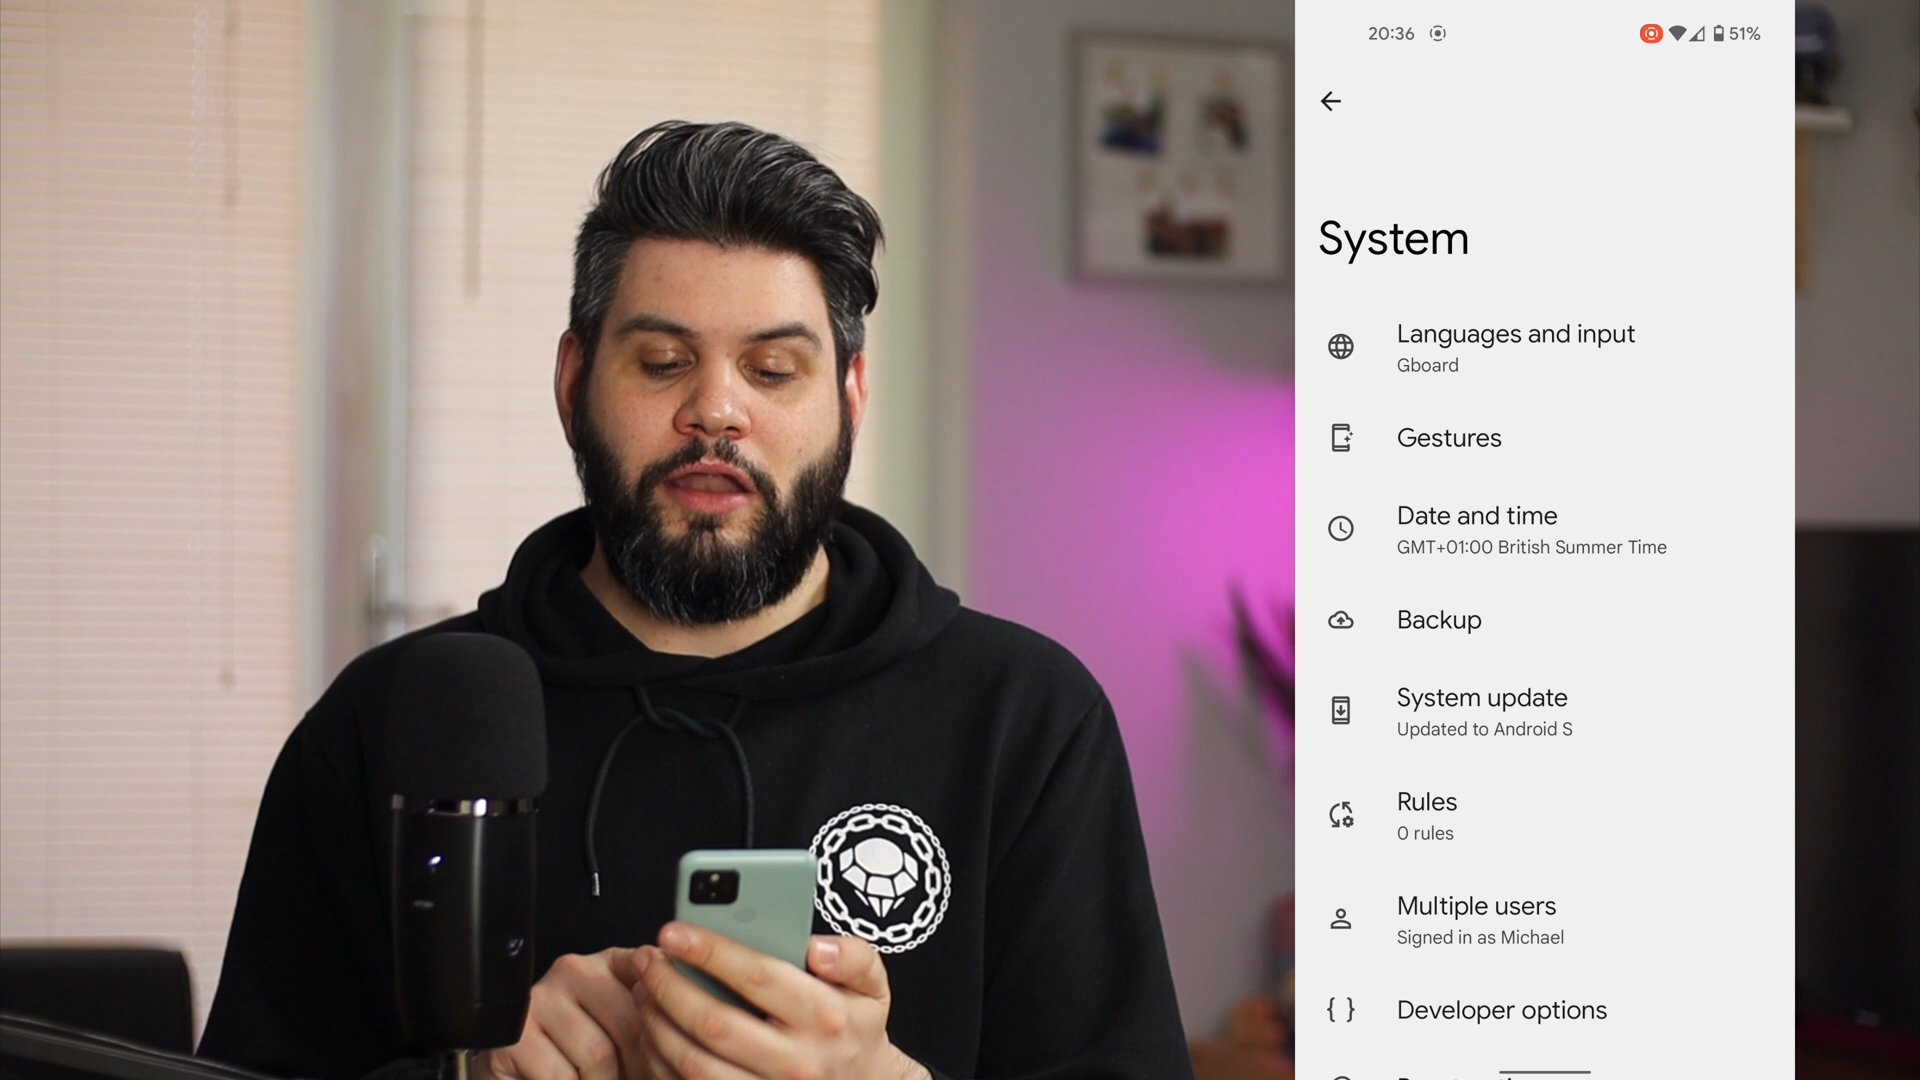 20:36
51%
System
Languages and input
Gboard
Gestures
Date and time
GMT+01:00 British Summer Time
Backup
System update
Updated to Android S
Rules
0 rules
Multiple users
Signed in as Michael
Developer options